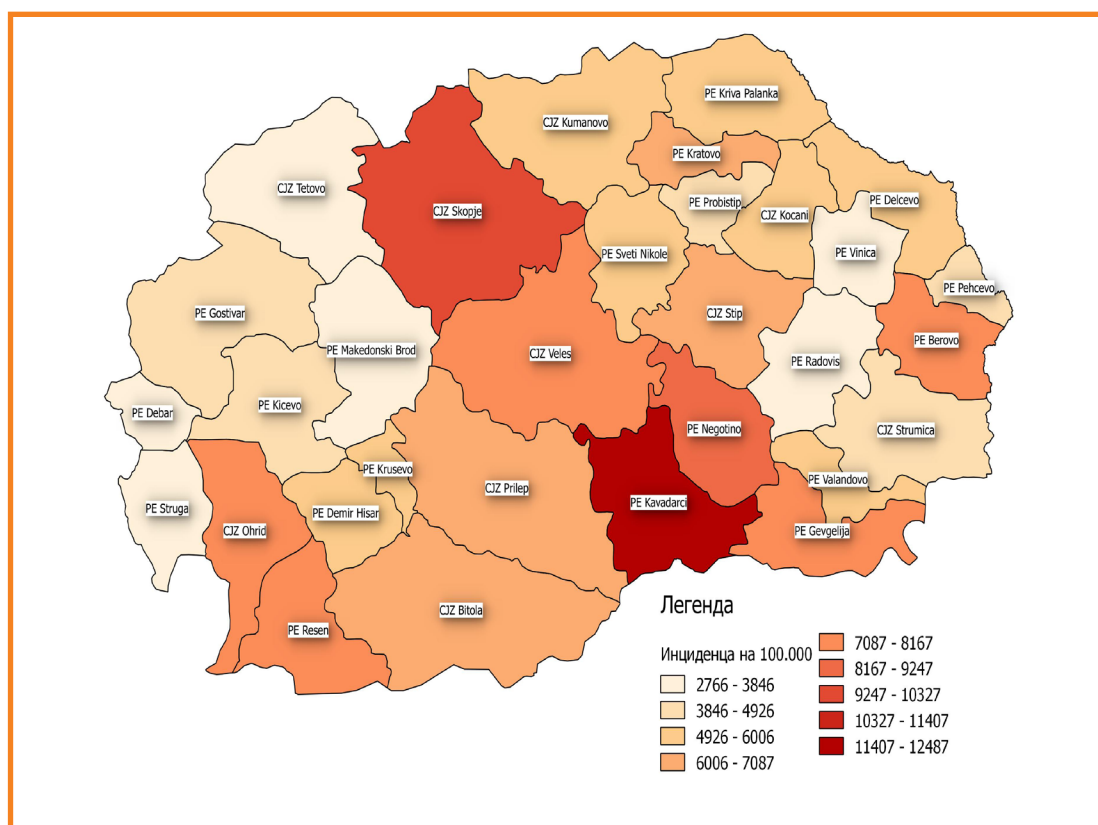 PE Kriva Palanka
CJZ Kumanovo
PE Kratovo
CJZ Tetovo
PE Probistip
PE Delcevo
CJZ Skopje
CJZ Kocani
PE Sveti Nikole
PE Vinica
PE Pehcevo
PE Gostivar
CJZ Stip
PE Berovo
PE Makedonski Brod
CJZ Veles
PE Radovis
PE Debar
PE Kicevo
PE Negotino
CJZ Strumica
PE Krusevo
PE Valandovo
CJZ Prilep
PE Kavadarci
PE Struga
PE Demir Hisar
CJZ Ohrid
PE Gevgelija
CJZ Bitola
PE Resen
Легенда
Инциденца на 100.000
2766 - 3846
3846 - 4926
4926 - 6006
6006 - 7087
7087 - 8167
8167 - 9247
9247 - 10327
10327 - 11407
11407 - 12487